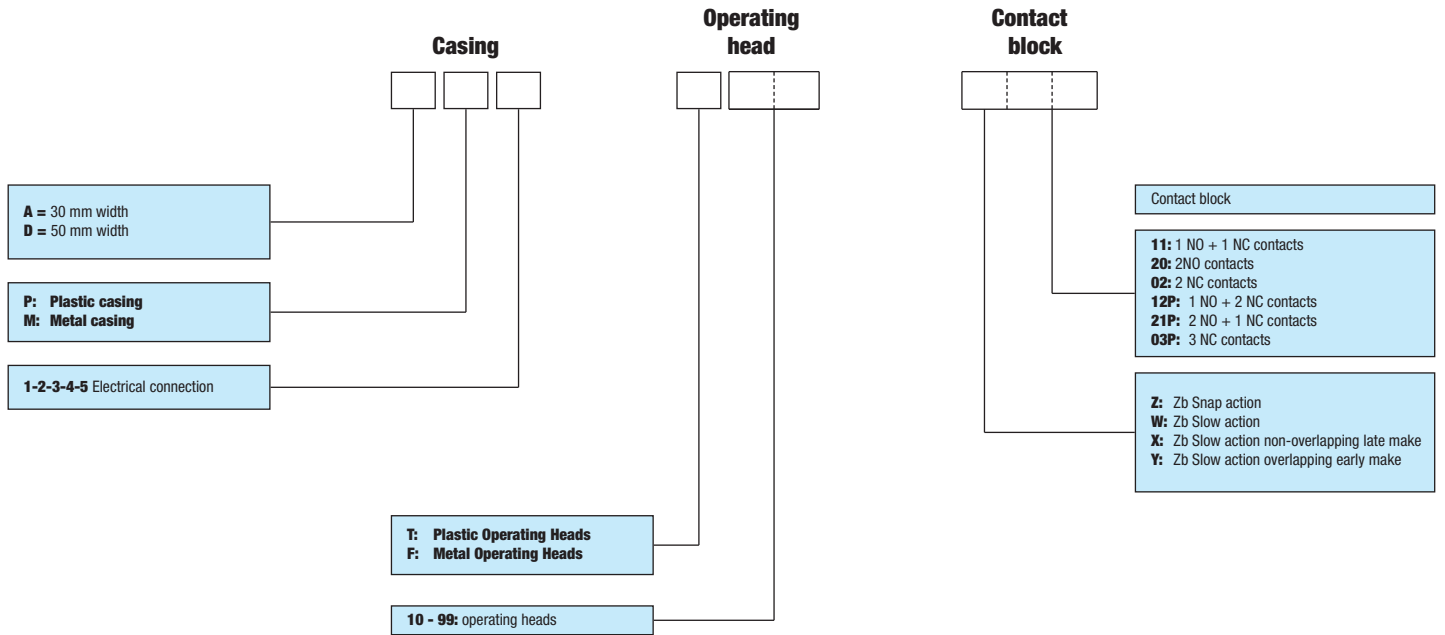 Casing
Operating
head
Contact
block
A = 30 mm width
D = 50 mm width
P: Plastic casing
M: Metal casing
1-2-3-4-5 Electrical connection
T: Plastic Operating Heads
F: Metal Operating Heads
10 - 99: operating heads
Contact block
11: 1 NO + 1 NC contacts
20: 2NO contacts
02: 2 NC contacts
12P: 1 NO + 2 NC contacts
21P: 2 NO + 1 NC contacts
03P: 3 NC contacts
Z: Zb Snap action
W: Zb Slow action
X: Zb Slow action non-overlapping late make
Y: Zb Slow action overlapping early make